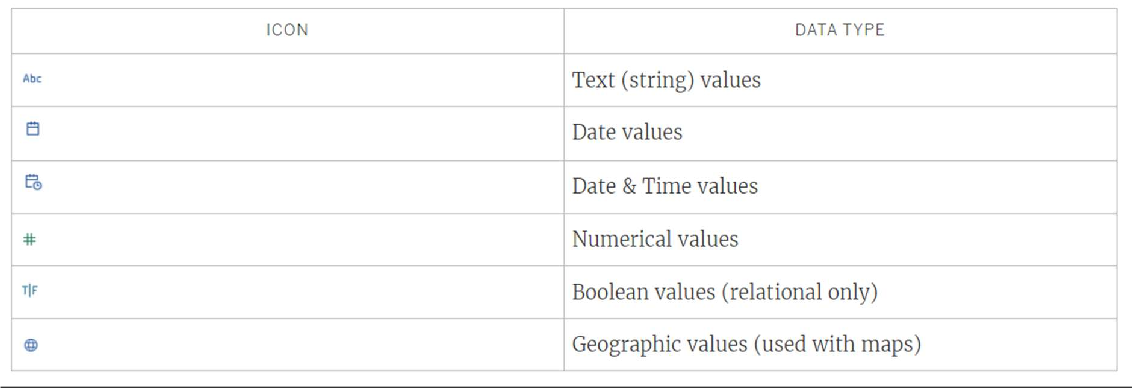 ICON DATA TYPE
Abc Text (string) values
Date values
Date & Time values
# Numerical values
T|F Boolean values (relational only)
Geographic values (used with maps)